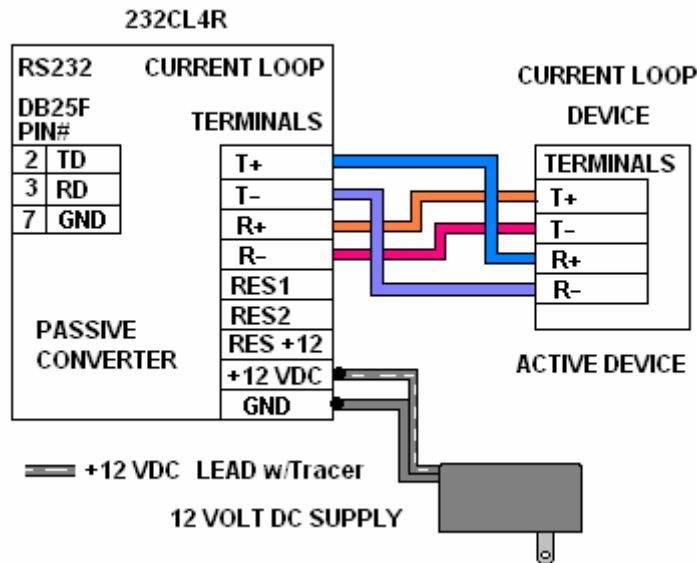 232CL4R
RS232
CURRENT LOOP
DB25F
PIN#
TERMINALS
2 TD
3 RD
7 GND
T+
T-
R+
R-
RES1
RES2
RES +12
+12 VDC
GND
PASSIVE
CONVERTER
CURRENT LOOP
DEVICE
TERMINALS
T+
T-
R+
R-
ACTIVE DEVICE
+12 VDC LEAD w/Tracer
12 VOLT DC SUPPLY